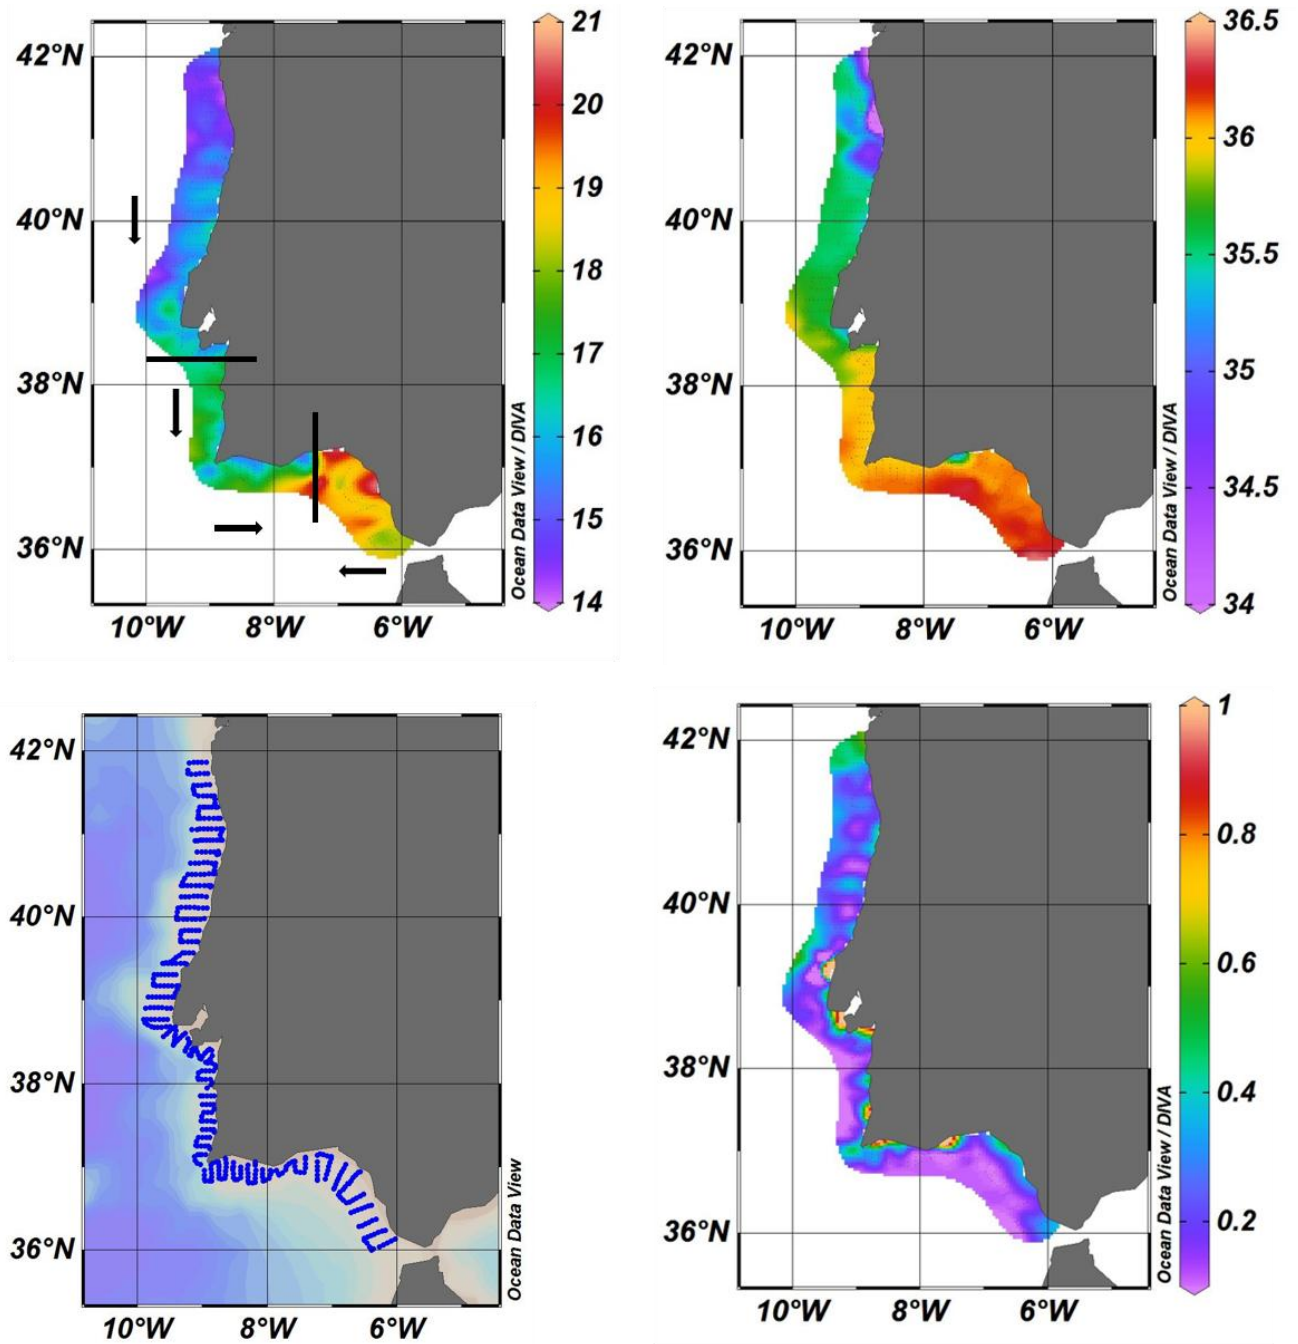 42°N
40°N
38°N
36°N
10°W 8°W 6°W
Ocean Data View / DIVA
21
20
19
18
17
16
15
14
42°N
40°N
38°N
36°N
10°W 8°W 6°W
Ocean Data View / DIVA
36.5
36
35.5
35
34.5
34
42°N
40°N
38°N
36°N
10°W 8°W 6°W
Ocean Data View
42°N
40°N
38°N
36°N
10°W 8°W 6°W
Ocean Data View / DIVA
1
0.8
0.6
0.4
0.2